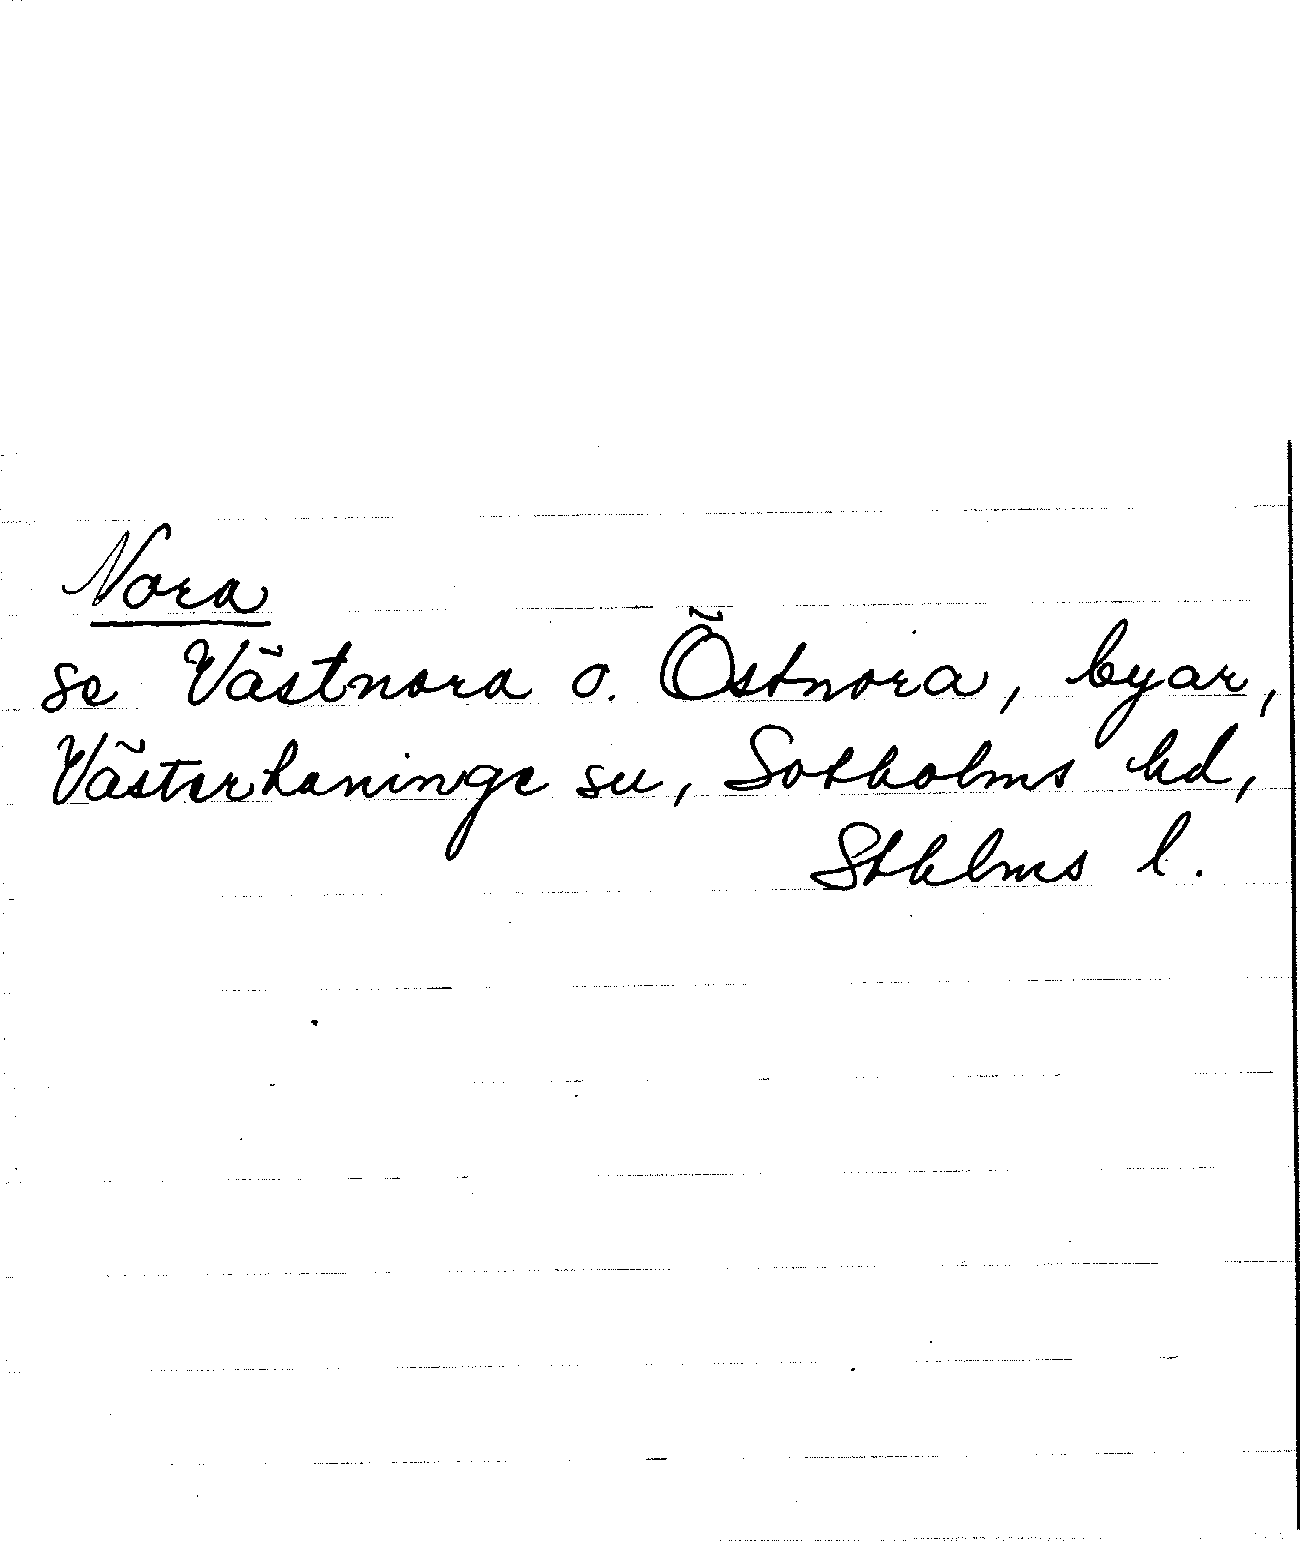 Nora
se Västnora o. Östnora, byar,
Västerhaninge sn, Sotholms hd,
Sthlms l.